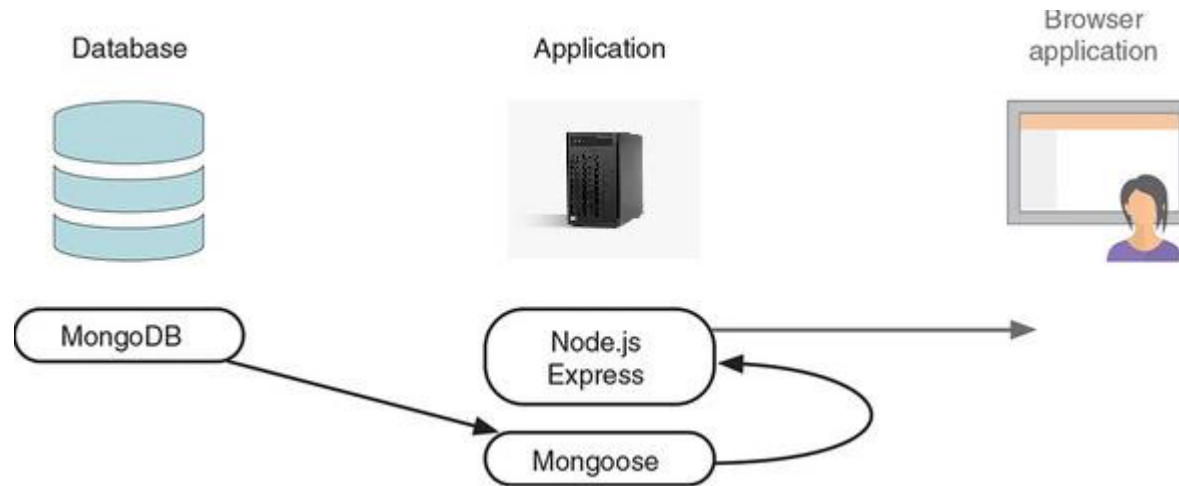 Database
Application
Browser
application
MongoDB
Node.js
Express
Mongoose